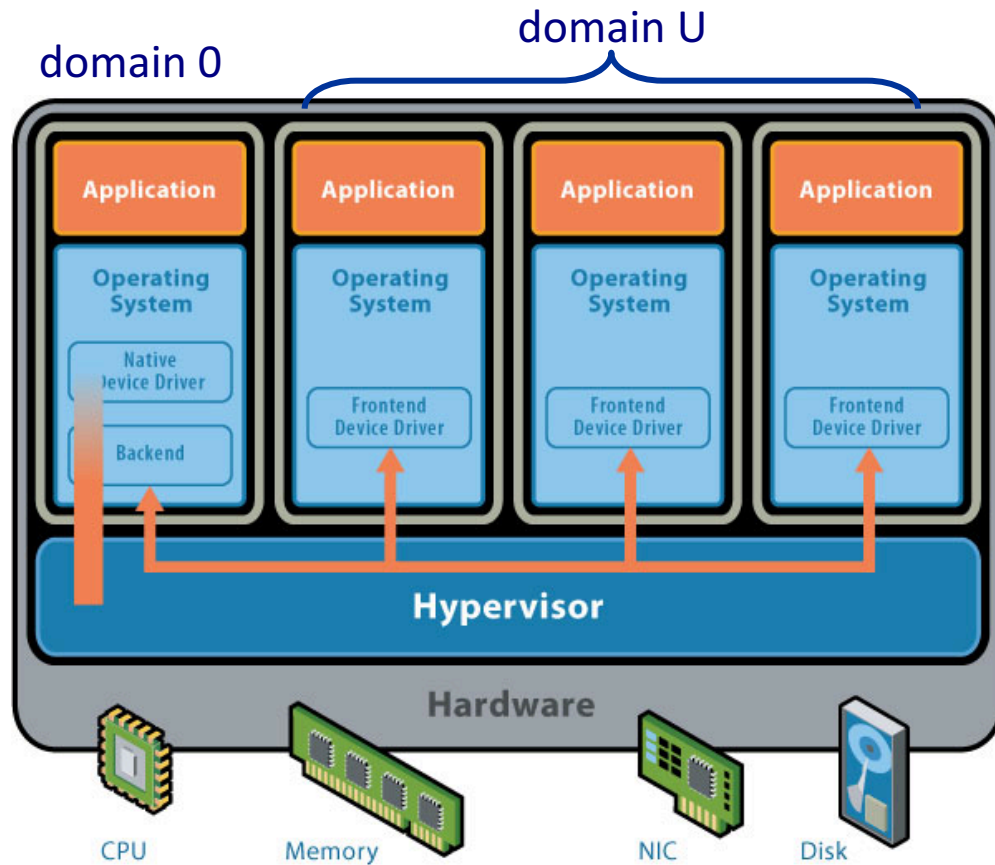 domain 0
domain U
Application
Application
Application
Application
Operating
System
Operating
System
Operating
System
Operating
System
Native
Device Driver
Backend
Frontend
Device Driver
Frontend
Device Driver
Frontend
Device Driver
Hypervisor
Hardware
CPU
Memory
NIC
Disk